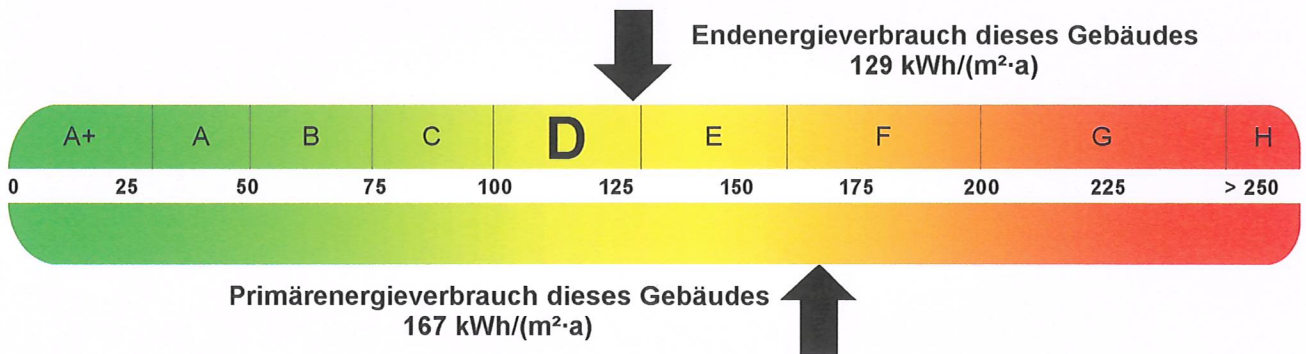 Endenergieverbrauch dieses Gebäudes
129 kWh/(m²·a)
A+ A B C D E F G H
0 25 50 75 100 125 150 175 200 225 > 250
Primärenergieverbrauch dieses Gebäudes
167 kWh/(m²·a)